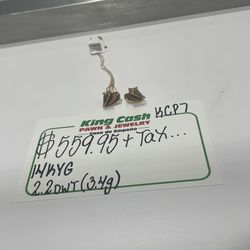 KCP7
King Cash
PAWN & JEWELRY
Casa de Empeño
$559.95 + Tax...
14KYG
2.2DWT (3.4g)